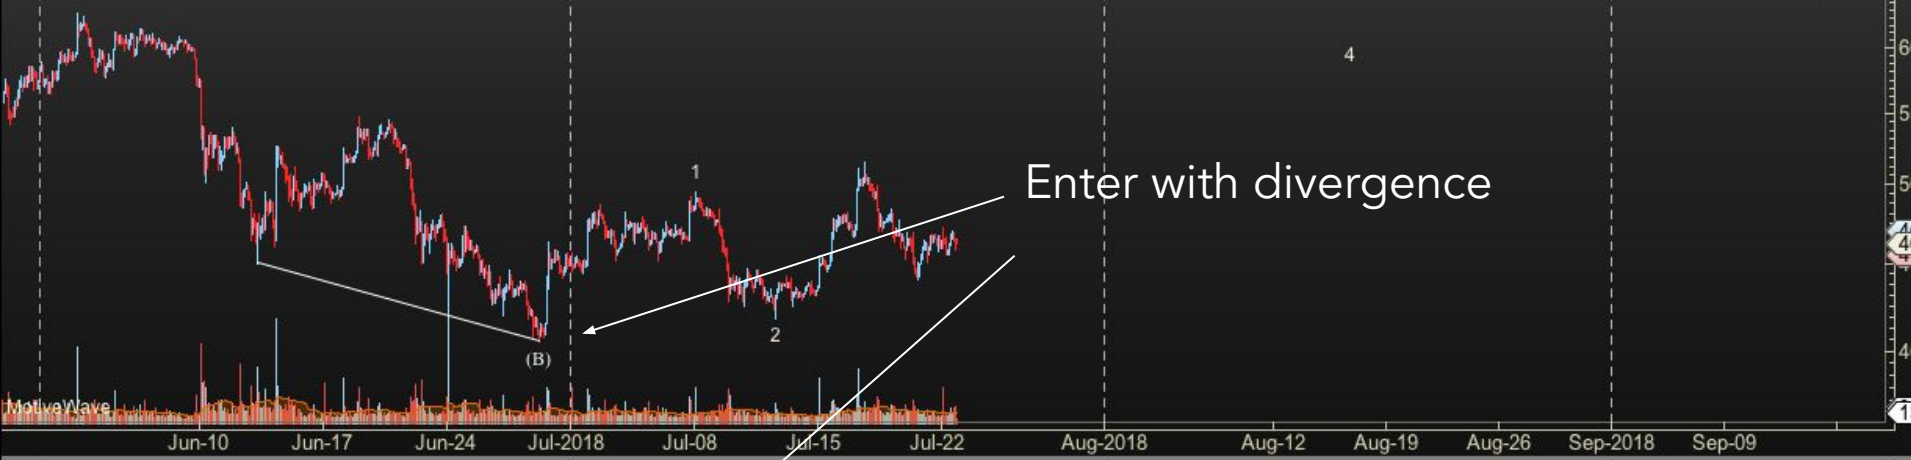 4
1
Enter with divergence
2
(B)
MotiveWave
Jun-10 Jun-17 Jun-24 Jul-2018 Jul-08 Jul-15 Jul-22 Aug-2018 Aug-12 Aug-19 Aug-26 Sep-2018 Sep-09